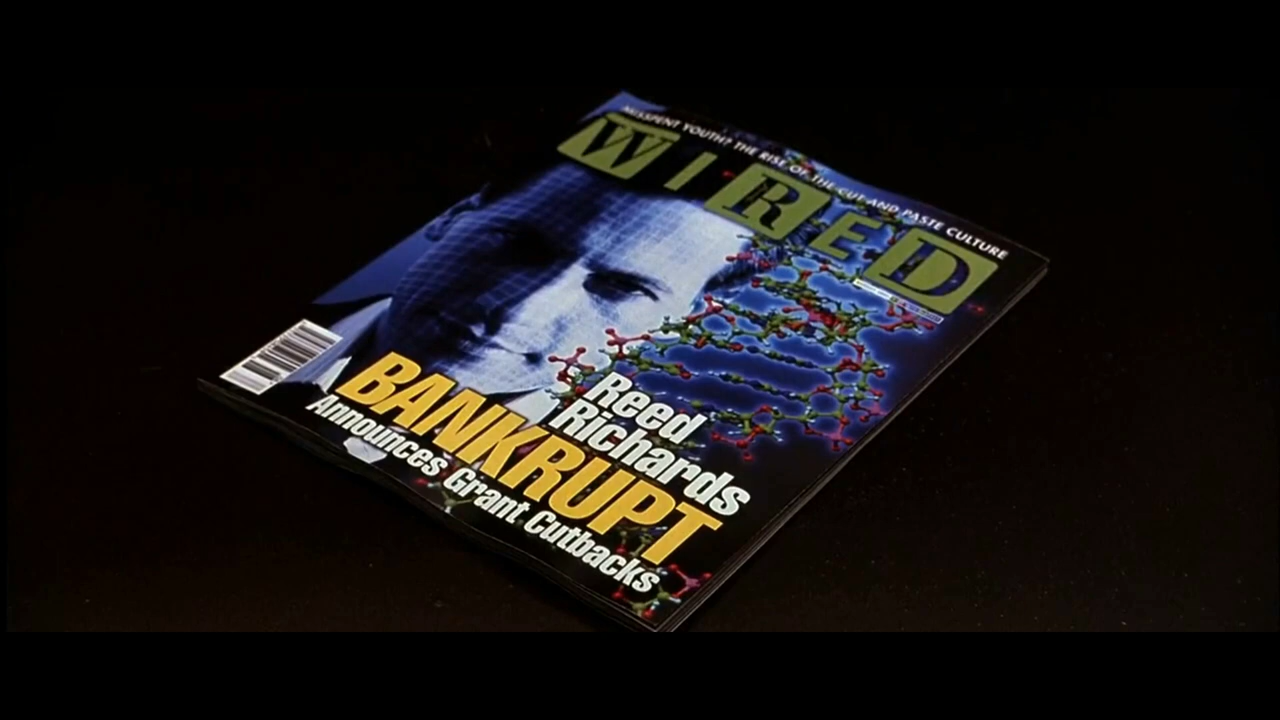 MISSPENT YOUTH? THE RISE OF THE CUT-AND-PASTE CULTURE
WIRED
Reed
Richards
BANKRUPT
Announces Grant Cutbacks